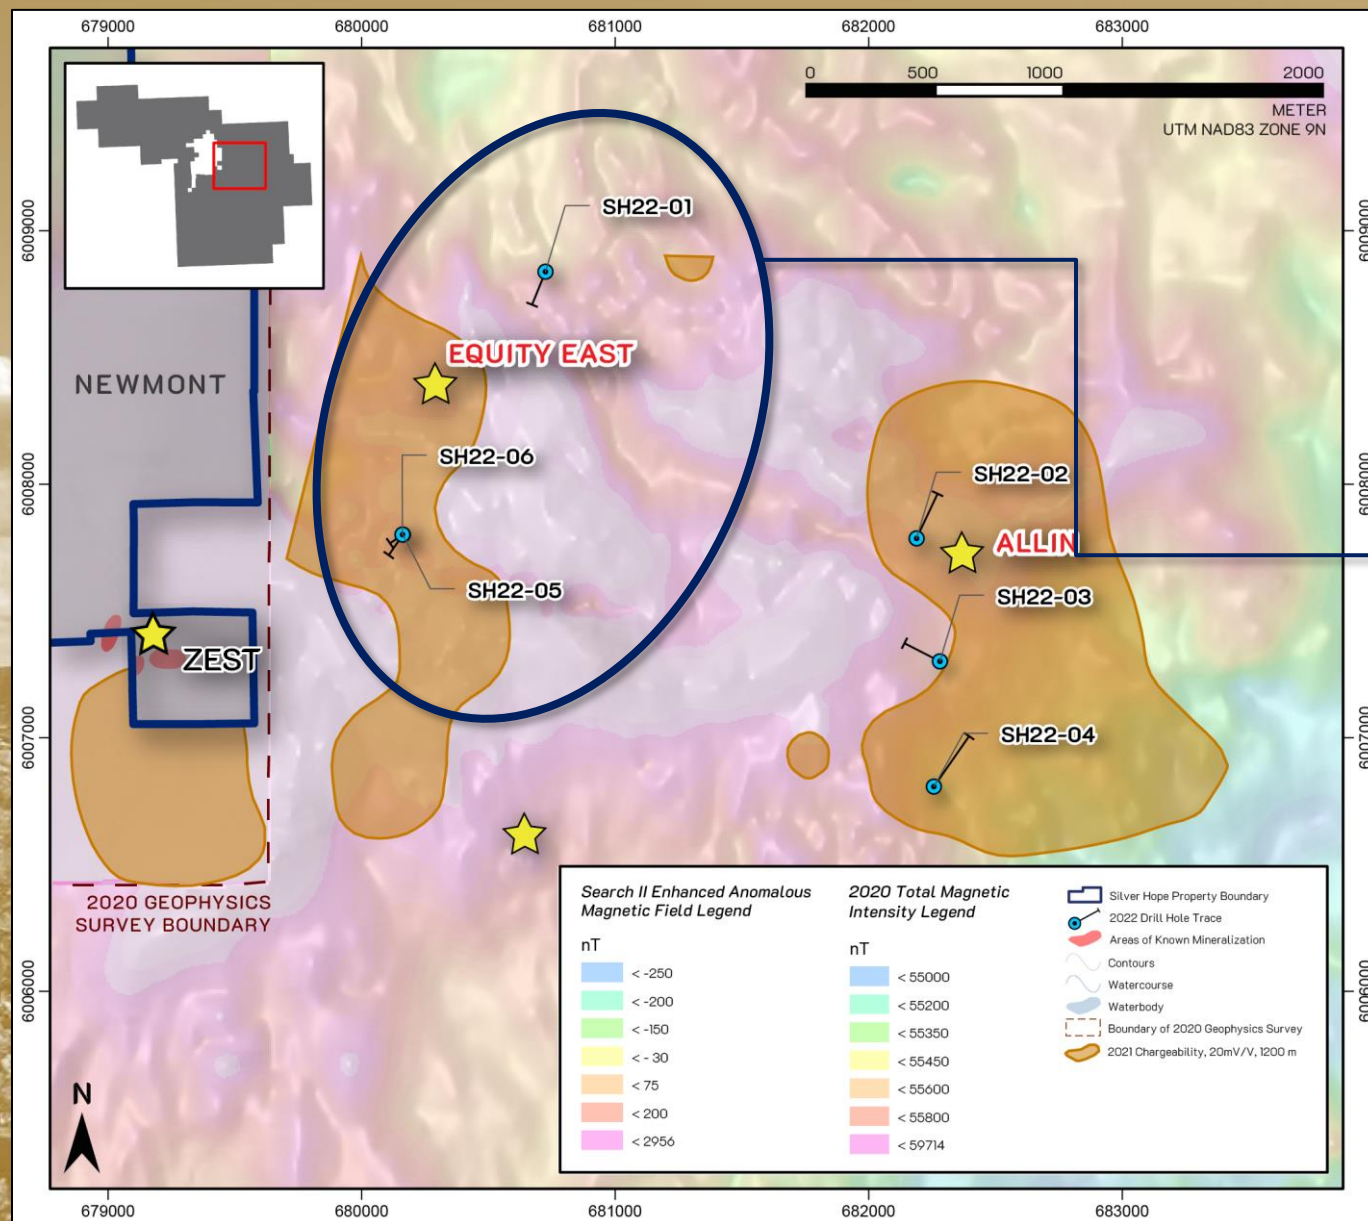 679000 680000 681000 682000 683000
0 500 1000 2000
METER
UTM NAD83 ZONE 9N
6009000 6009000
SH22-01
EQUITY EAST
NEWMONT
SH22-06
SH22-02
6008000 6008000
ALLIN
SH22-05
SH22-03
ZEST
SH22-04
6007000 6007000
2020 GEOPHYSICS
SURVEY BOUNDARY
Search II Enhanced Anomalous
Magnetic Field Legend
nT
< -250
< -200
< -150
< - 30
< 75
< 200
< 2956
2020 Total Magnetic
Intensity Legend
nT
< 55000
< 55200
< 55350
< 55450
< 55600
< 55800
< 59714
Silver Hope Property Boundary
2022 Drill Hole Trace
Areas of Known Mineralization
Contours
Watercourse
Waterbody
Boundary of 2020 Geophysics Survey
2021 Chargeability, 20mV/V, 1200 m
6006000 6006000
N
679000 680000 681000 682000 683000